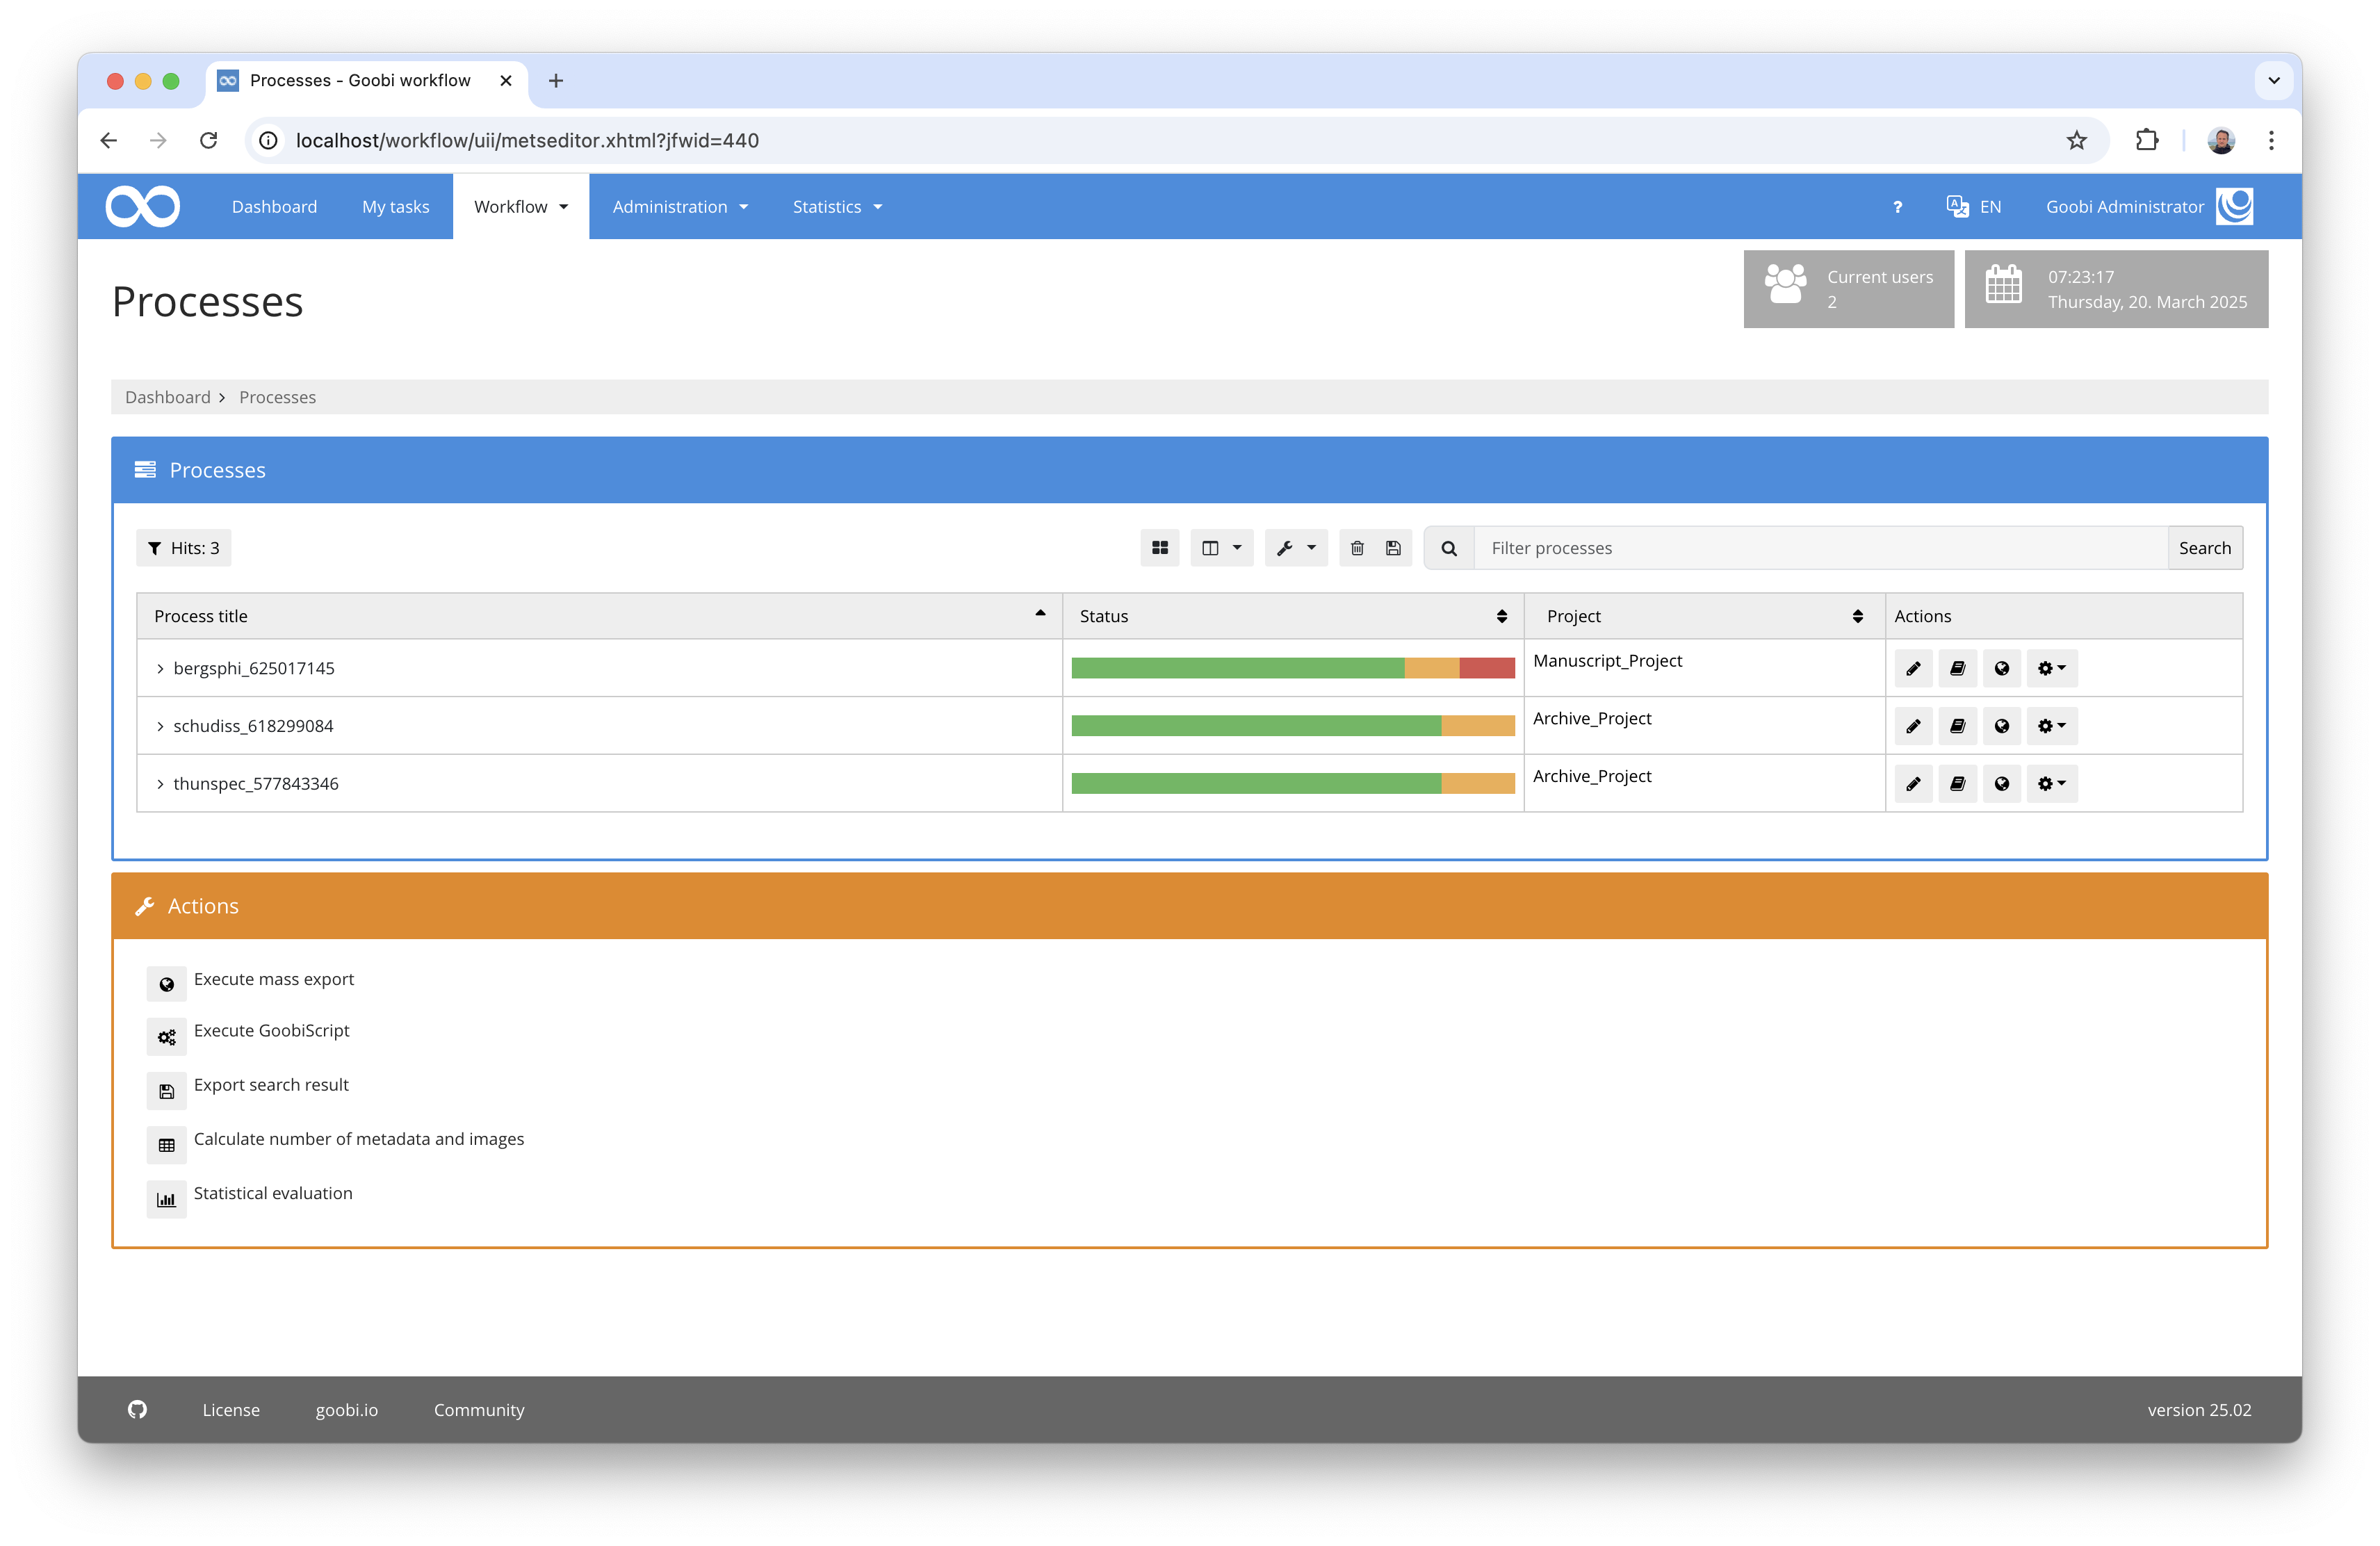 Processes - Goobi workflow
localhost/workflow/uii/metseditor.xhtml?jfwid=440
Dashboard My tasks Workflow Administration Statistics ? EN Goobi Administrator
Processes
Current users
2
07:23:17
Thursday, 20. March 2025
Dashboard > Processes
Processes
Hits: 3 Filter processes Search
Process title Status Project Actions
bergsphi_625017145 Manuscript_Project
schudiss_618299084 Archive_Project
thunspec_577843346 Archive_Project
Actions
Execute mass export
Execute GoobiScript
Export search result
Calculate number of metadata and images
Statistical evaluation
License goobi.io Community version 25.02